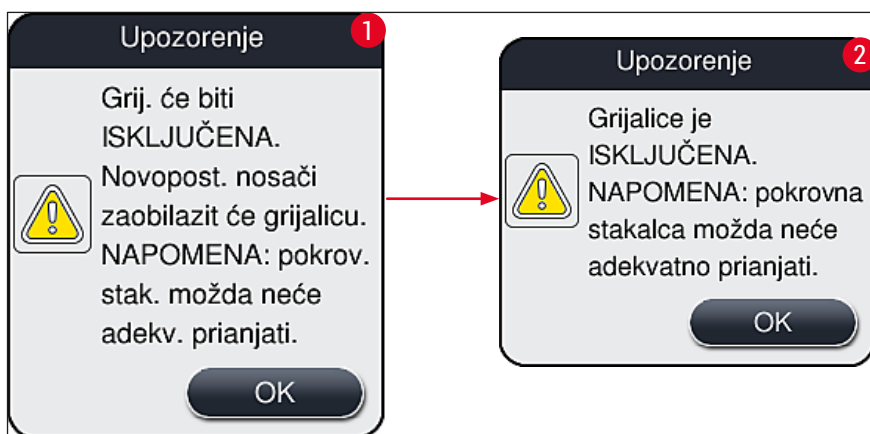 Upozorenje
1
Grij. će biti
ISKLJUČENA.
Novopost. nosači
zaobilazit će grijalicu.
NAPOMENA: pokrov.
stak. možda neće
adekv. prianjati.
OK
Upozorenje
2
Grijalice je
ISKLJUČENA.
NAPOMENA: pokrovna
stakalca možda neće
adekvatno prianjati.
OK